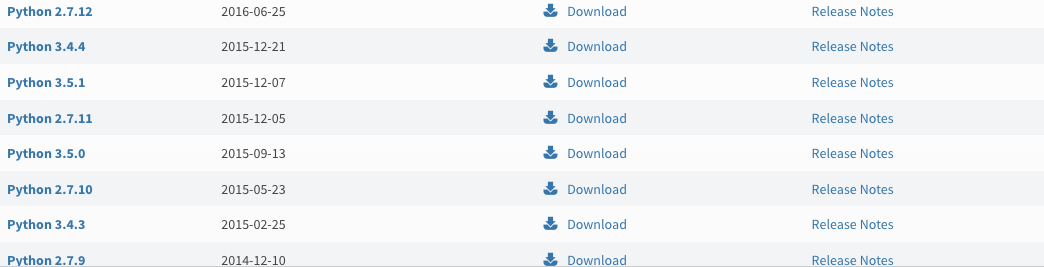 Python 2.7.12 2016-06-25 Download Release Notes
Python 3.4.4 2015-12-21 Download Release Notes
Python 3.5.1 2015-12-07 Download Release Notes
Python 2.7.11 2015-12-05 Download Release Notes
Python 3.5.0 2015-09-13 Download Release Notes
Python 2.7.10 2015-05-23 Download Release Notes
Python 3.4.3 2015-02-25 Download Release Notes
Python 2.7.9 2014-12-10 Download Release Notes